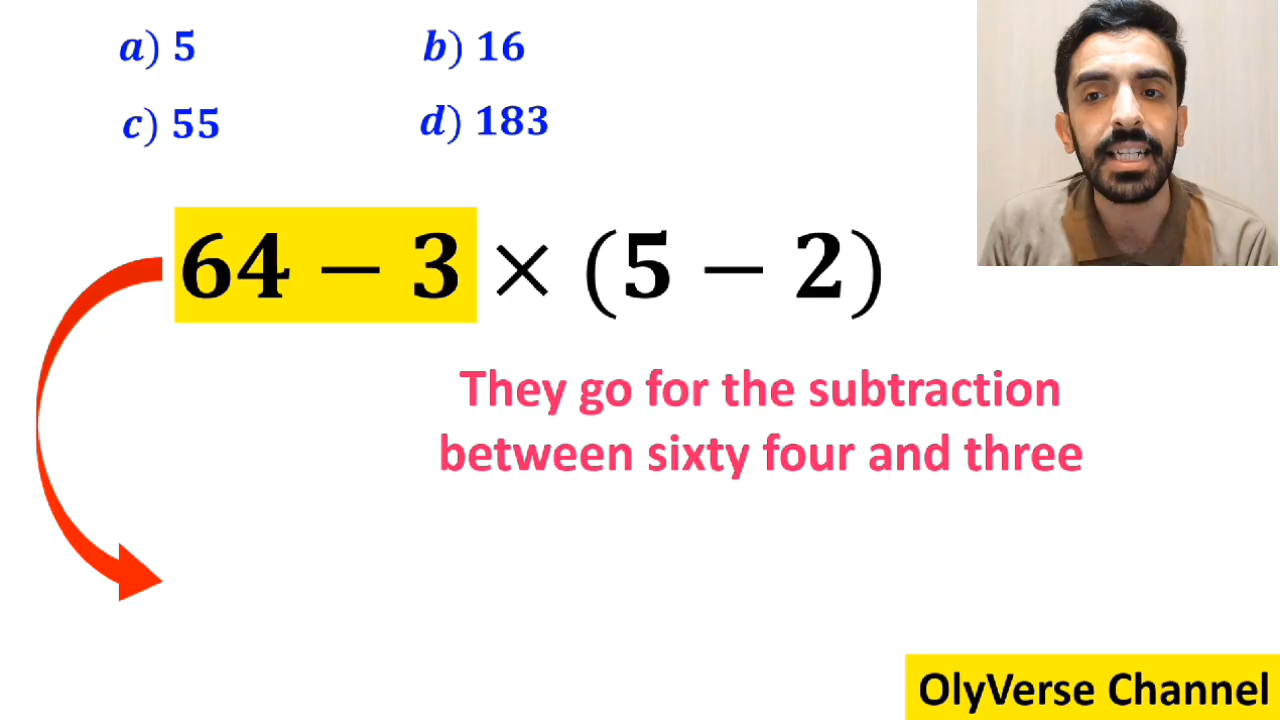 a) 5 b) 16
c) 55 d) 183
64 − 3 × (5 − 2)
They go for the subtraction
between sixty four and three
OlyVerse Channel